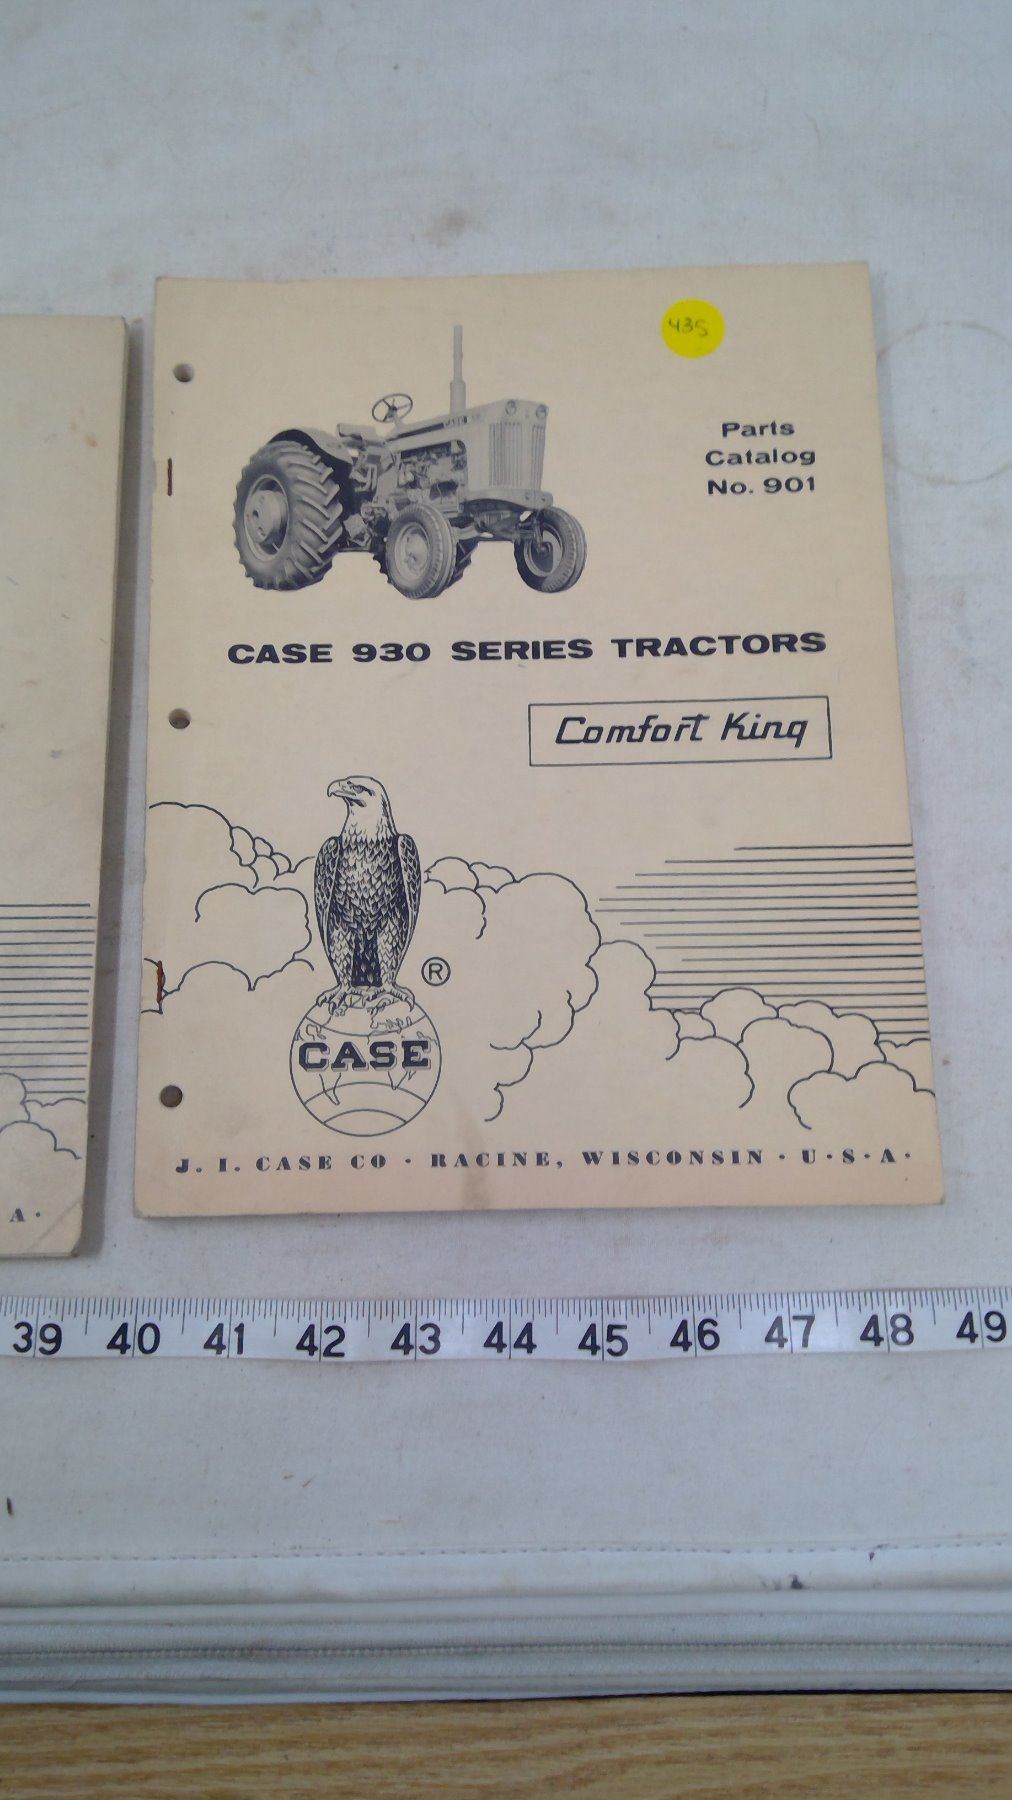 435
Parts
Catalog
No. 901
CASE 930 SERIES TRACTORS
Comfort King
®
CASE
J. I. CASE CO · RACINE, WISCONSIN · U · S · A ·
A ·
39 40 41 42 43 44 45 46 47 48 49